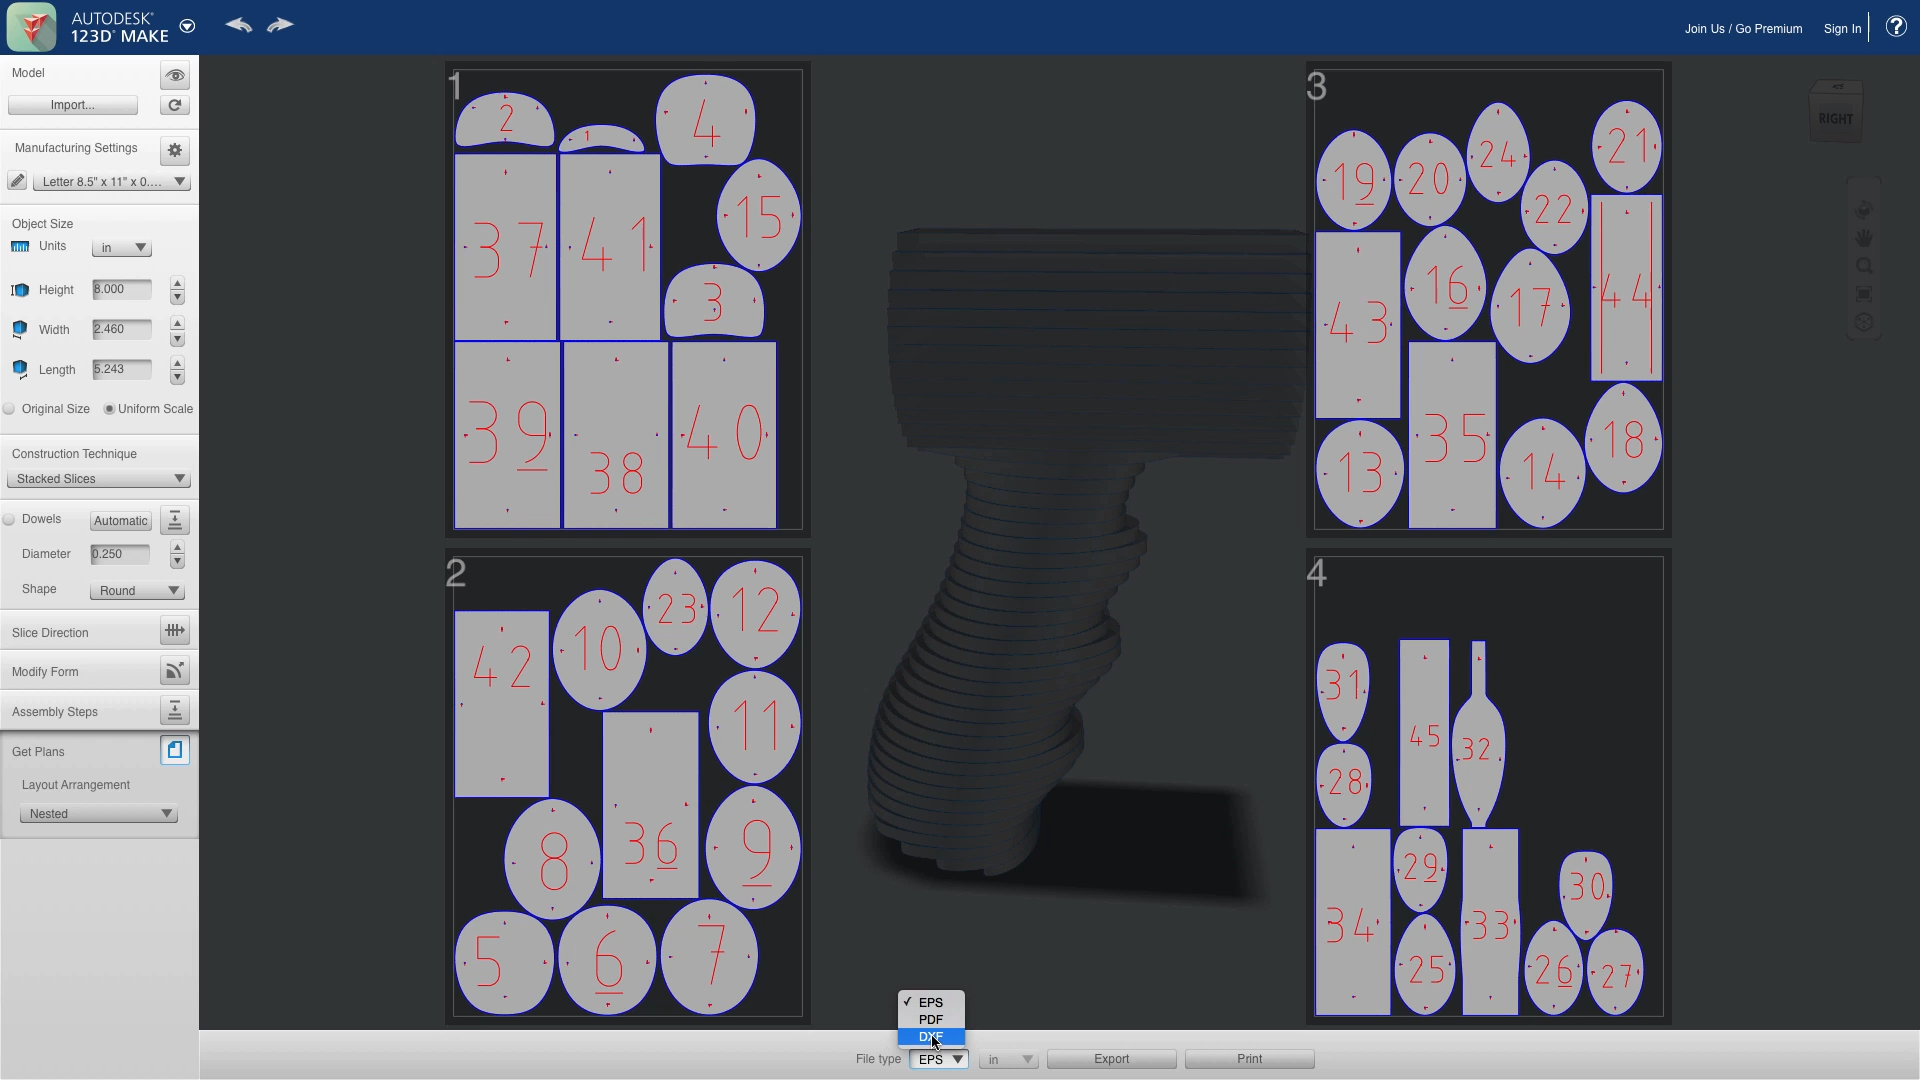 AUTODESK®
123D® MAKE
Join Us / Go Premium
Sign In
?
Model
Import...
Manufacturing Settings
Letter 8.5" x 11" x 0....
Object Size
Units
in
Height
8.000
Width
2.460
Length
5.243
Original Size
Uniform Scale
Construction Technique
Stacked Slices
Dowels
Automatic
Diameter
0.250
Shape
Round
Slice Direction
Modify Form
Assembly Steps
Get Plans
Layout Arrangement
Nested
1
2
1
4
37
41
15
3
39
38
40
2
42
10
23
12
11
8
36
9
5
6
7
3
19
20
24
21
22
43
16
17
44
13
35
14
18
4
31
45
32
28
34
29
33
30
25
26
27
RIGHT
✓ EPS
PDF
DXF
File type
EPS
in
Export
Print